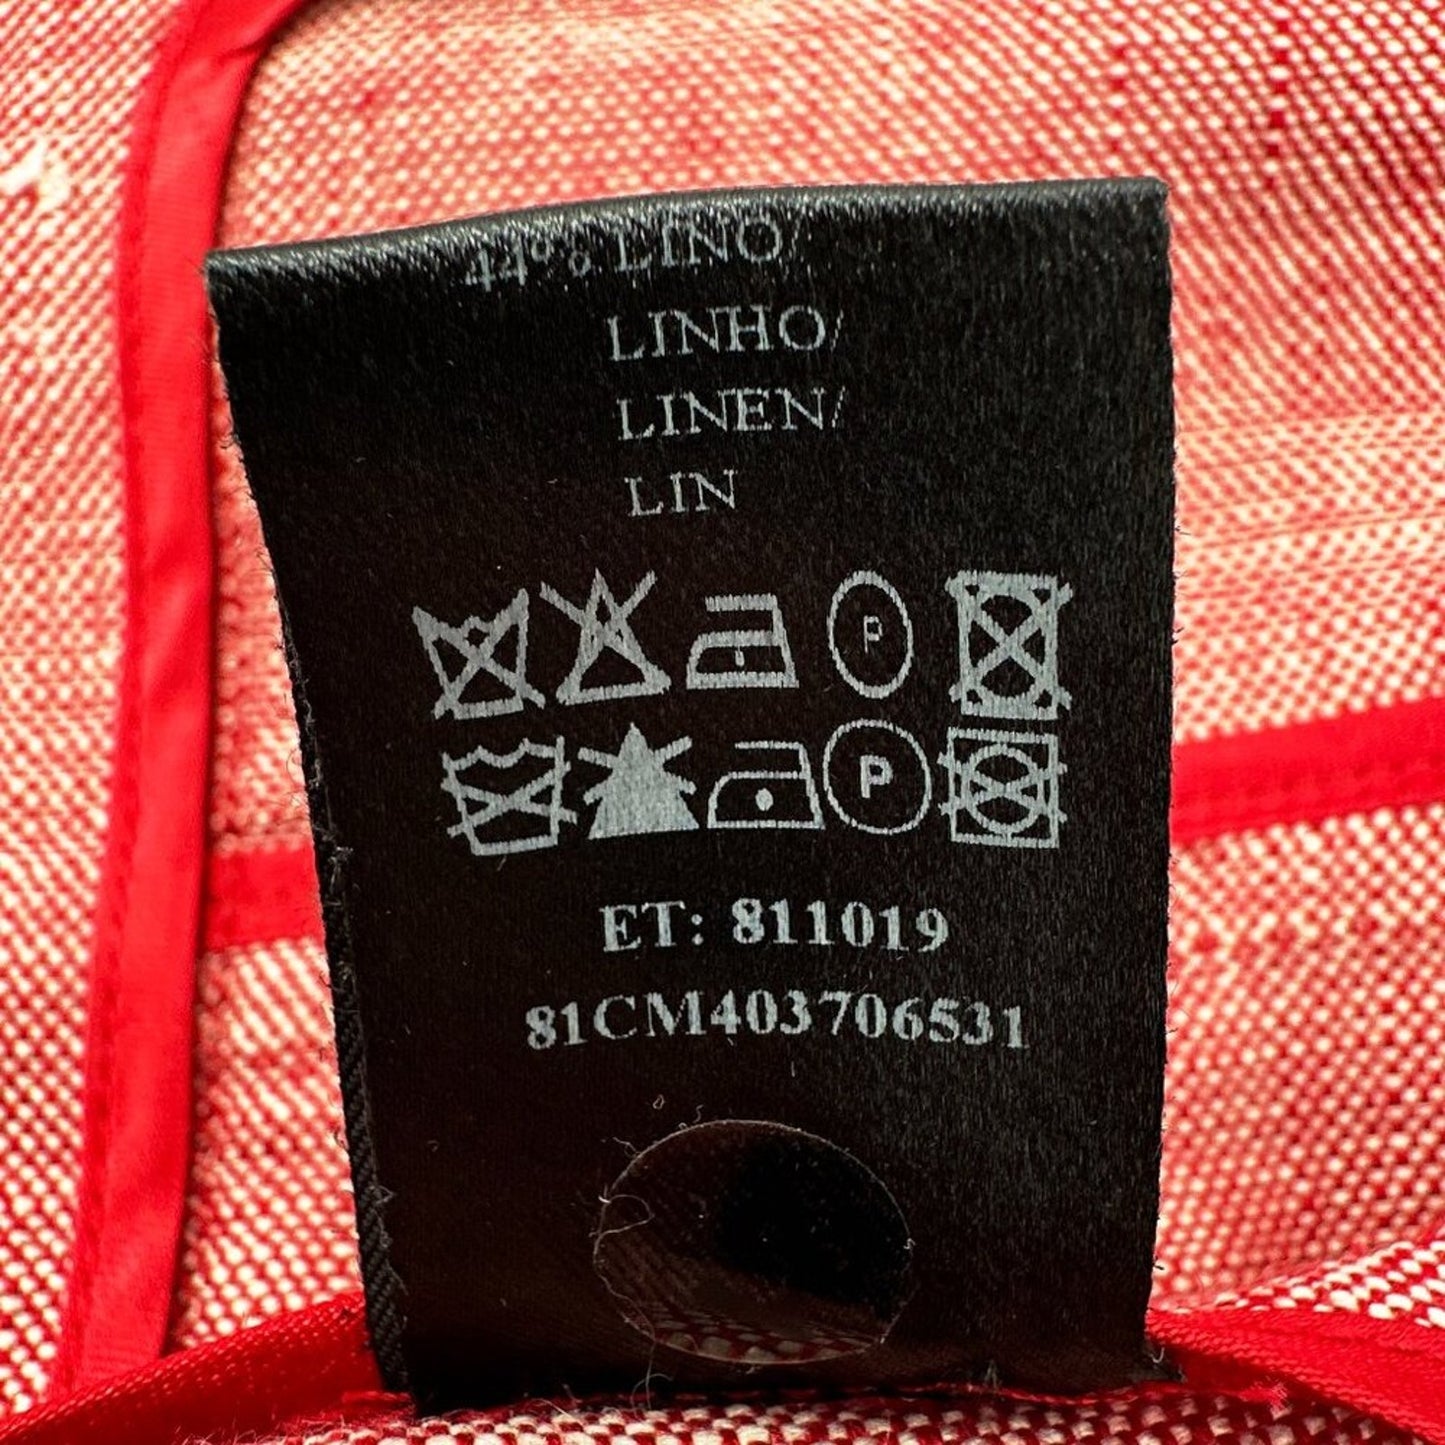 44% LINO/
LINHO/
LINEN/
LIN
P
P
ET: 811019
81CM403706531